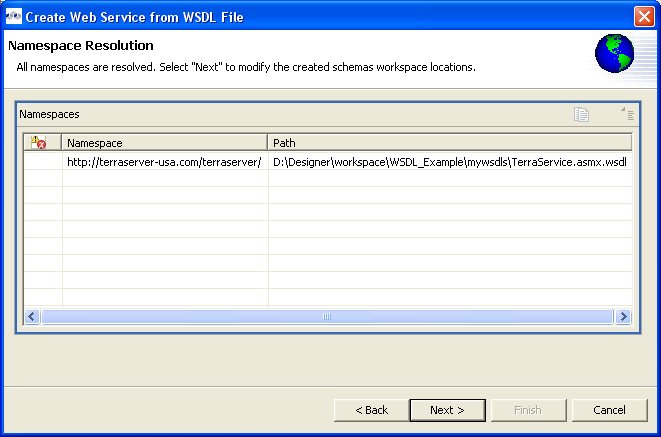 Create Web Service from WSDL File
Namespace Resolution
All namespaces are resolved. Select "Next" to modify the created schemas workspace locations.
Namespaces
Namespace Path
http://terraserver-usa.com/terraserver/ D:\Designer\workspace\WSDL_Example\mywsdls\TerraService.asmx.wsdl
< Back Next > Finish Cancel